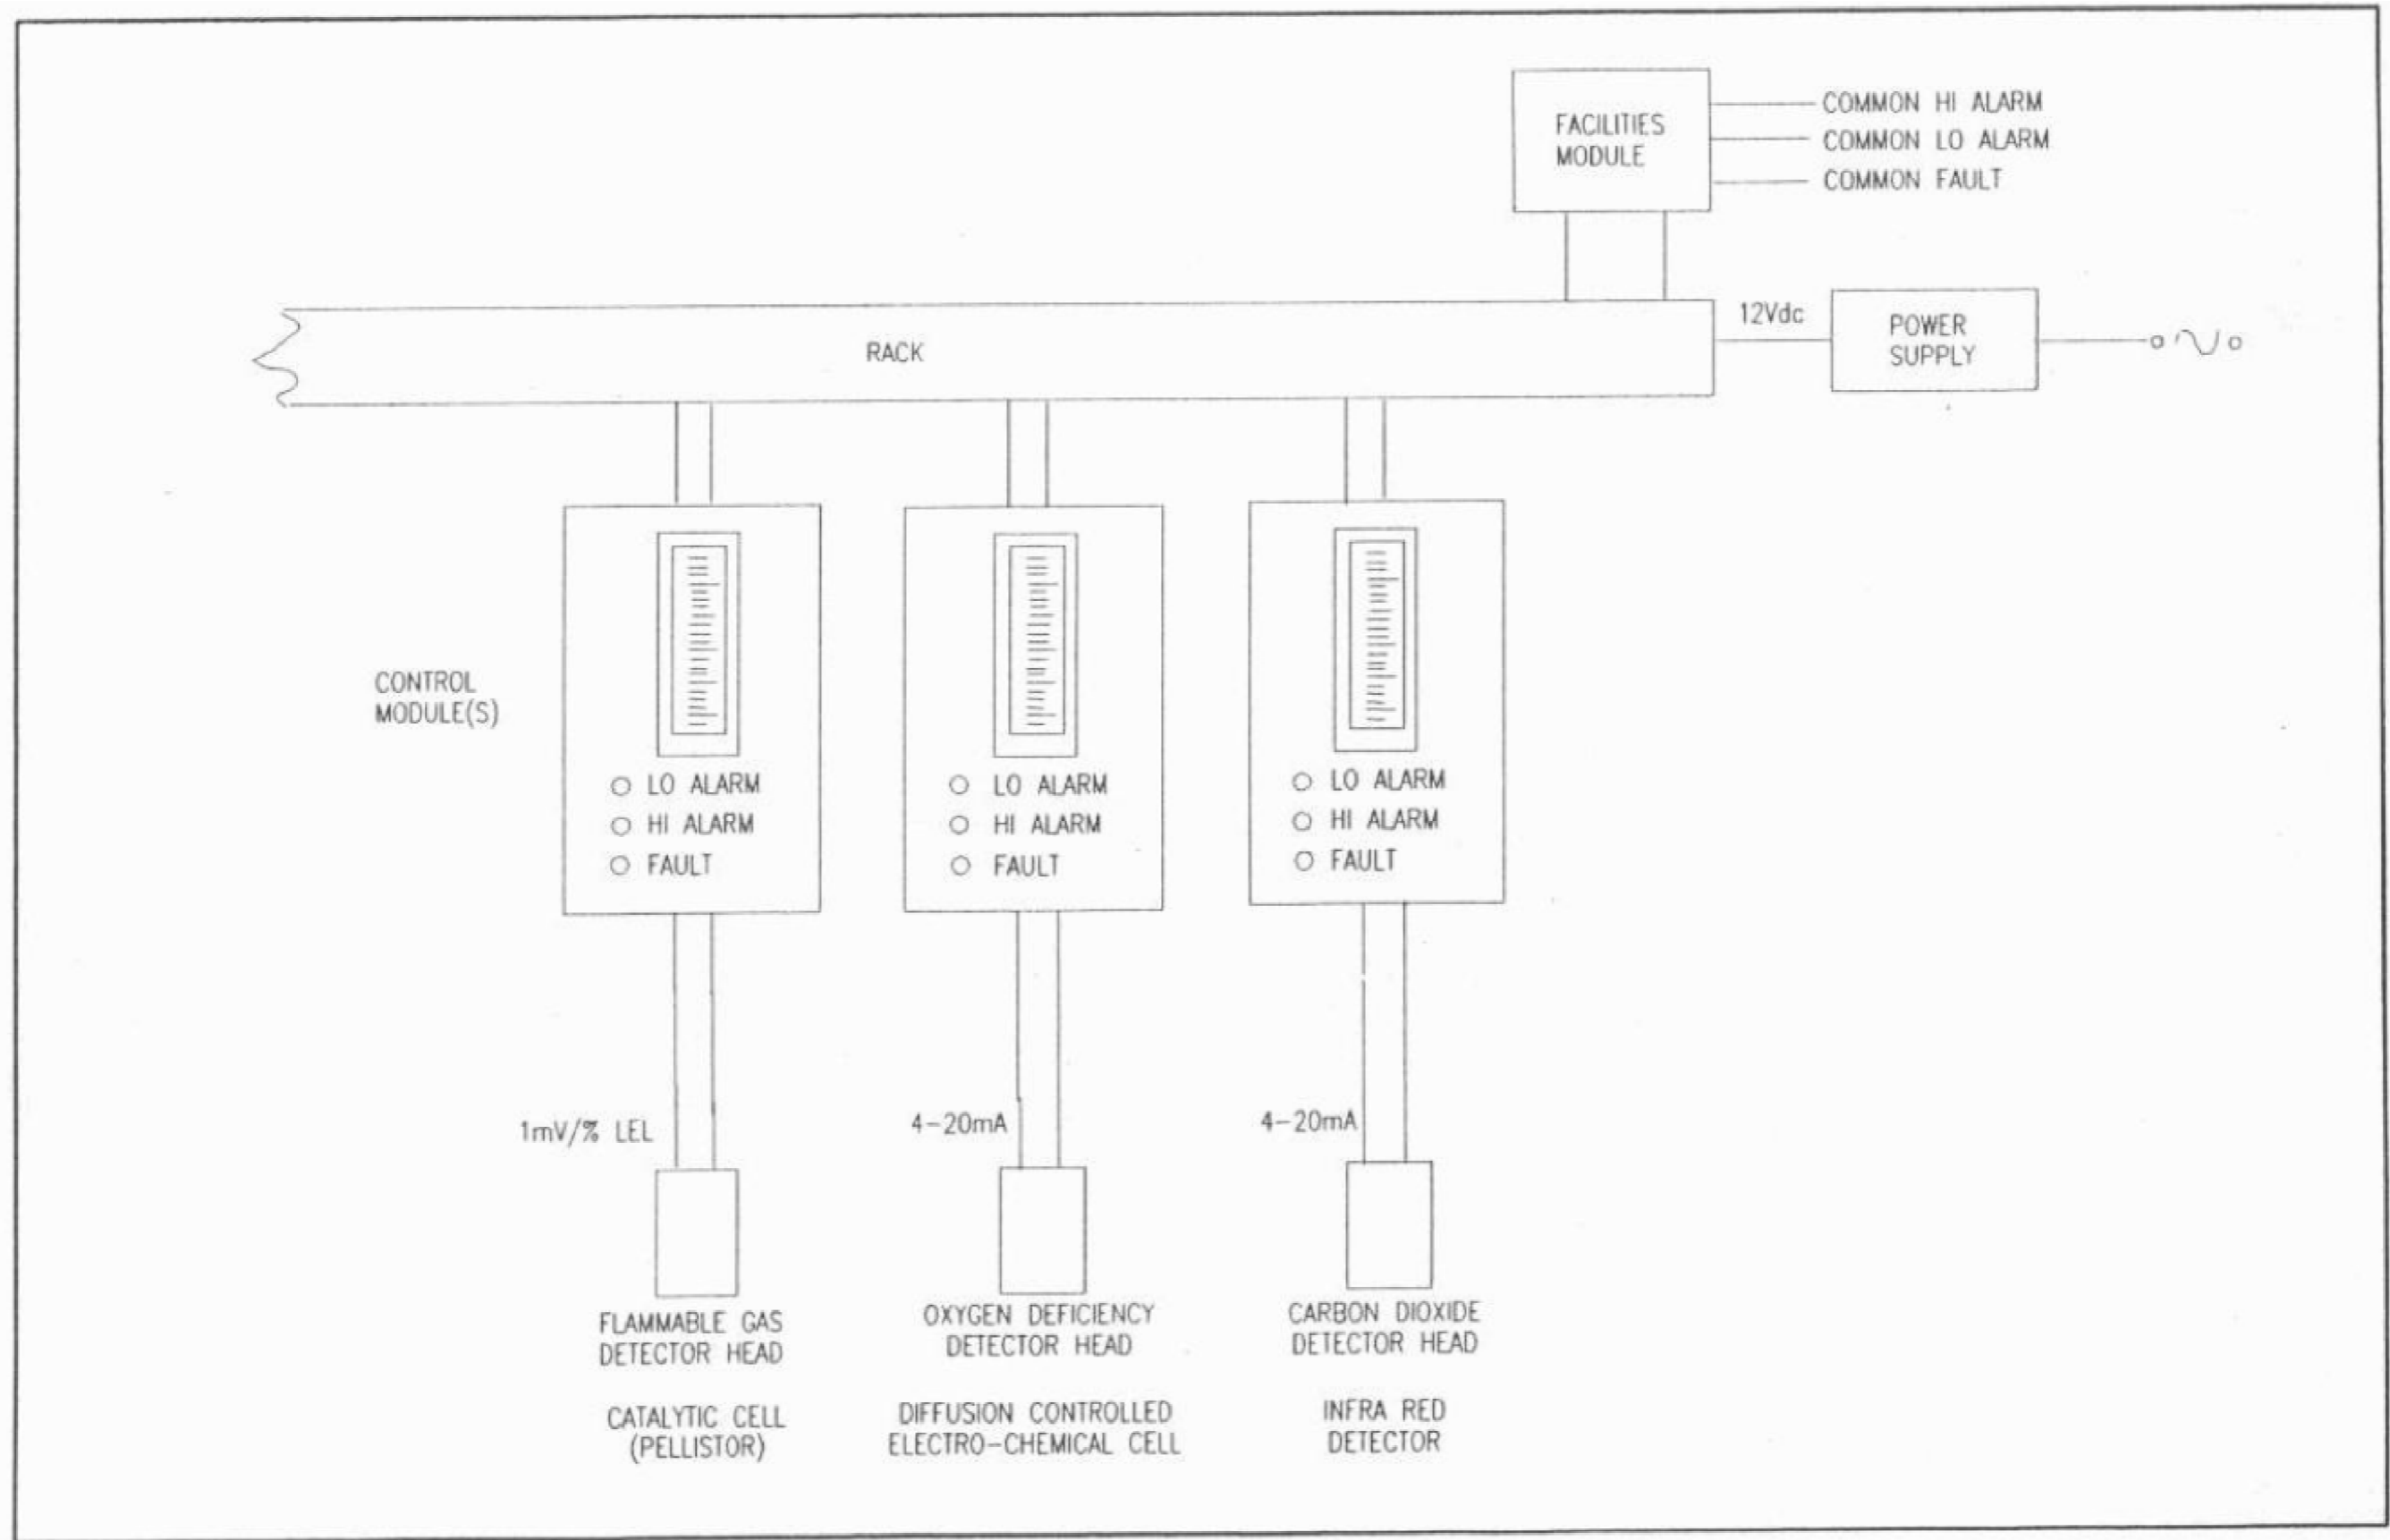 FACILITIES
MODULE
COMMON HI ALARM
COMMON LO ALARM
COMMON FAULT
RACK
12Vdc
POWER
SUPPLY
CONTROL
MODULE(S)
LO ALARM
HI ALARM
FAULT
LO ALARM
HI ALARM
FAULT
LO ALARM
HI ALARM
FAULT
1mV/% LEL
4-20mA
4-20mA
FLAMMABLE GAS
DETECTOR HEAD
CATALYTIC CELL
(PELLISTOR)
OXYGEN DEFICIENCY
DETECTOR HEAD
DIFFUSION CONTROLLED
ELECTRO-CHEMICAL CELL
CARBON DIOXIDE
DETECTOR HEAD
INFRA RED
DETECTOR